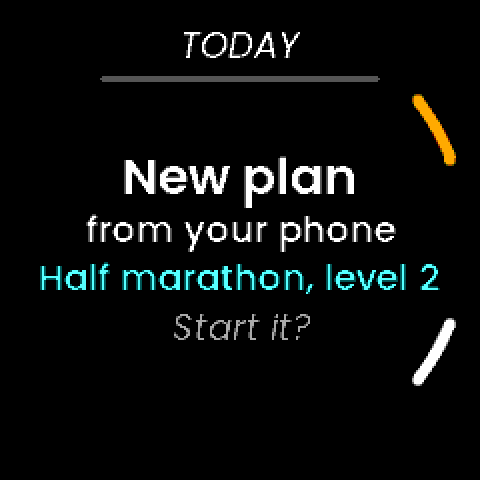 TODAY
New plan
from your phone
Half marathon, level 2
Start it?